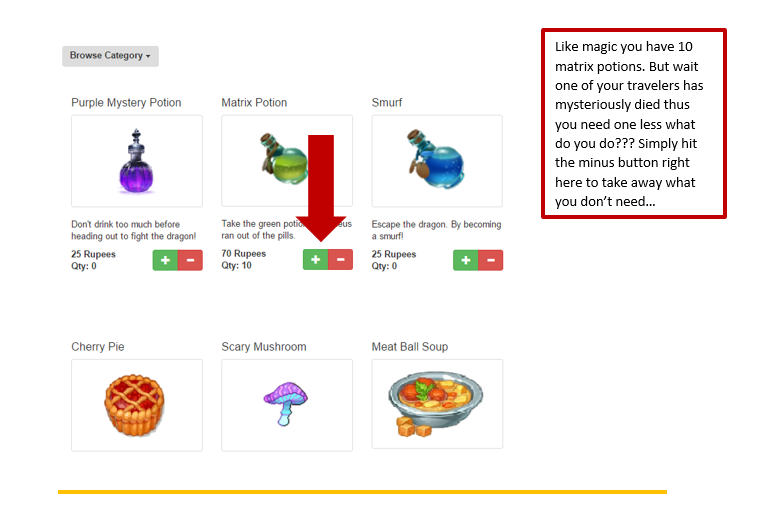 Browse Category
Like magic you have 10
matrix potions. But wait
one of your travelers has
mysteriously died thus
you need one less what
do you do??? Simply hit
the minus button right
here to take away what
you don't need…
Purple Mystery Potion
Matrix Potion
Smurf
Don't drink too much before
heading out to fight the dragon!
25 Rupees
Qty: 0
+ −
Take the green potio eus
ran out of the pills.
70 Rupees
Qty: 10
+ −
Escape the dragon. By becoming
a smurf!
25 Rupees
Qty: 0
+ −
Cherry Pie
Scary Mushroom
Meat Ball Soup